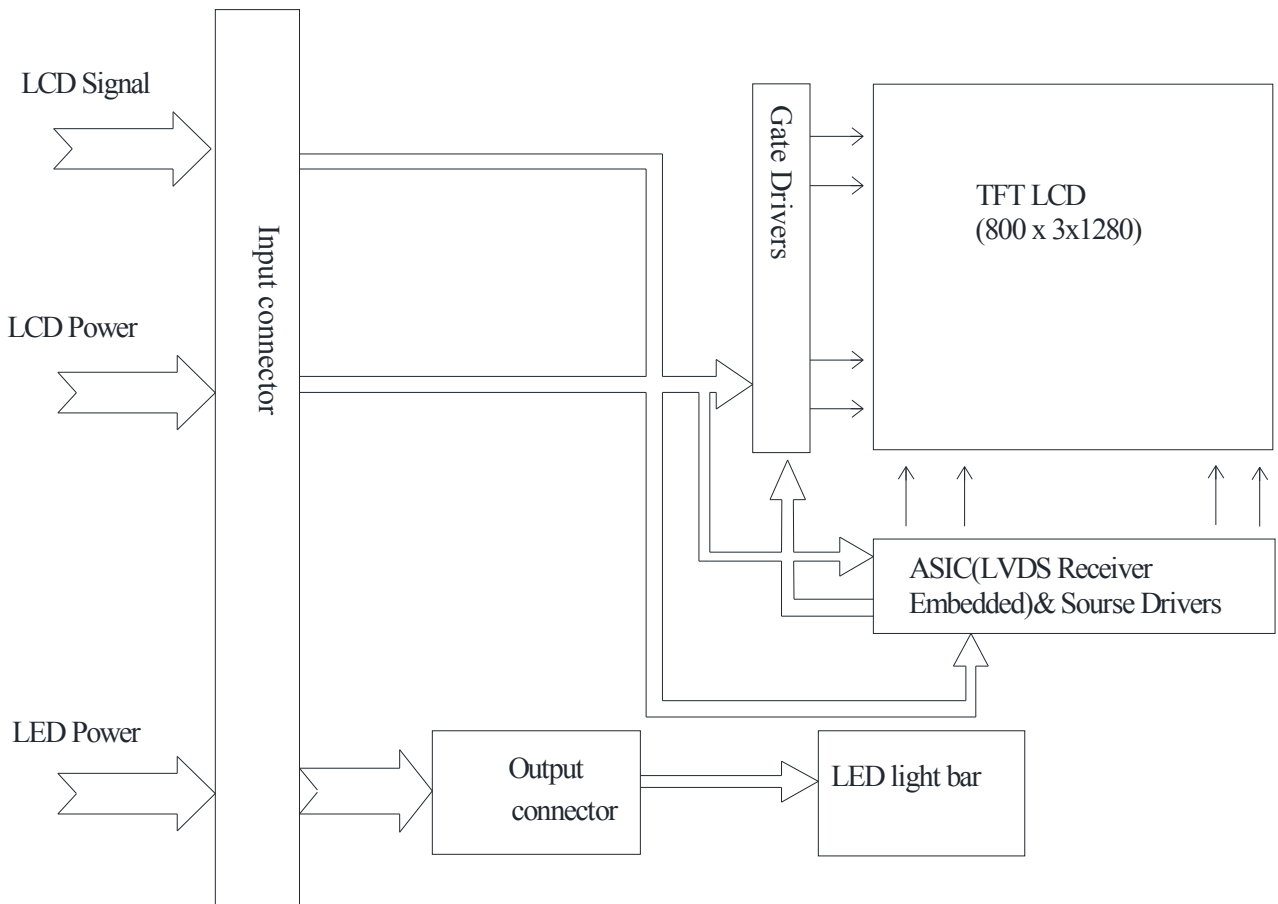 LCD Signal
LCD Power
LED Power
Input connector
Gate Drivers
TFT LCD
(800 x 3x1280)
ASIC(LVDS Receiver
Embedded)& Sourse Drivers
Output
connector
LED light bar